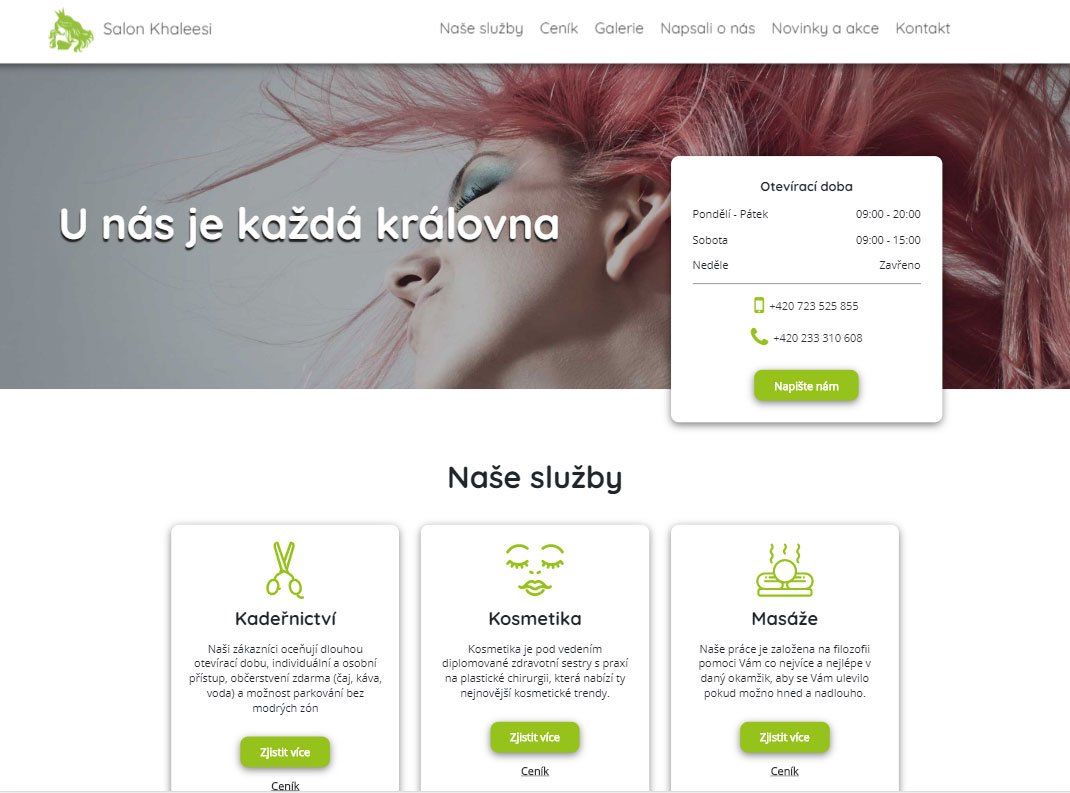 Salon Khaleesi
Naše služby Ceník Galerie Napsali o nás Novinky a akce Kontakt
U nás je každá královna
Otevírací doba
Pondělí - Pátek 09:00 - 20:00
Sobota 09:00 - 15:00
Neděle Zavřeno
+420 723 525 855
+420 233 310 608
Napište nám
Naše služby
Kadeřnictví
Naši zákazníci oceňují dlouhou
otevírací dobu, individuální a osobní
přístup, občerstvení zdarma (čaj, káva,
voda) a možnost parkování bez
modrých zón
Zjistit více
Ceník
Kosmetika
Kosmetika je pod vedením
diplomované zdravotní sestry s praxí
na plastické chirurgii, která nabízí ty
nejnovější kosmetické trendy.
Zjistit více
Ceník
Masáže
Naše práce je založena na filozofii
pomoci Vám co nejvíce a nejlépe v
daný okamžik, aby se Vám ulevilo
pokud možno hned a nadlouho.
Zjistit více
Ceník